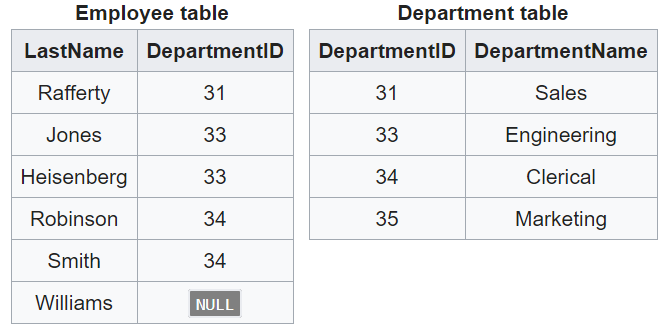 Employee table
LastName DepartmentID
Rafferty 31
Jones 33
Heisenberg 33
Robinson 34
Smith 34
Williams NULL
Department table
DepartmentID DepartmentName
31 Sales
33 Engineering
34 Clerical
35 Marketing